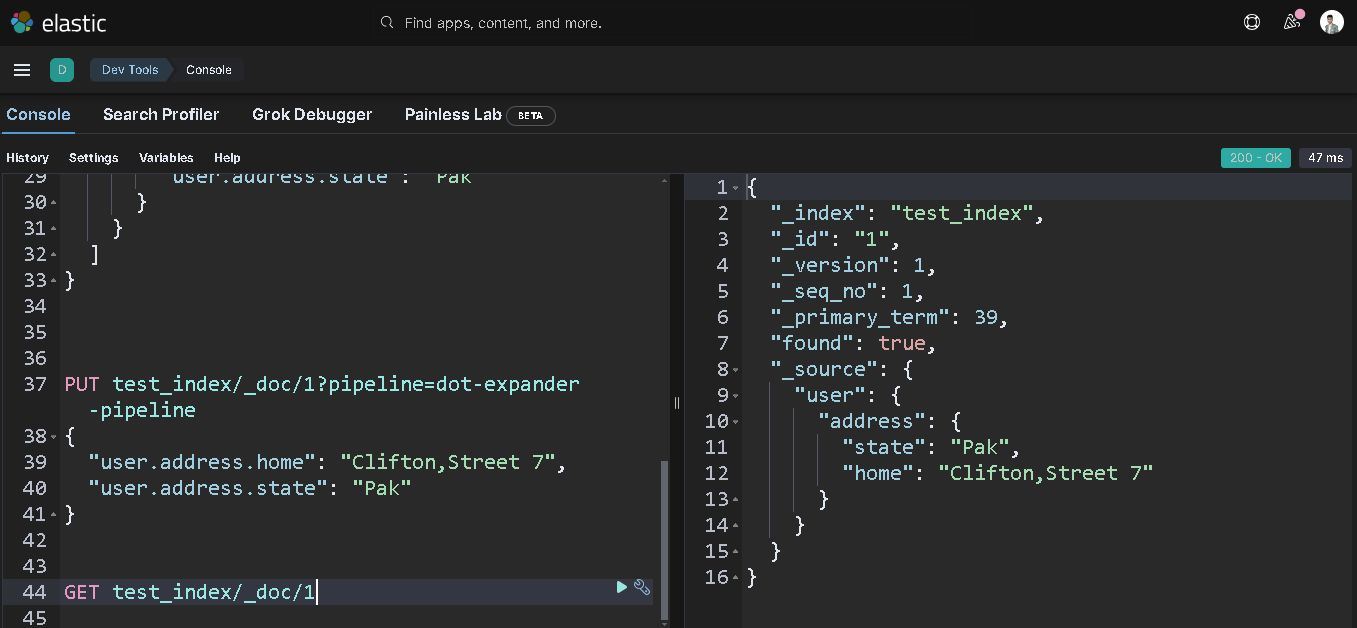 elastic
Find apps, content, and more.
D
Dev Tools
Console
Console
Search Profiler
Grok Debugger
Painless Lab
BETA
History
Settings
Variables
Help
200 - OK
47 ms
29 "user.address.state": "Pak"
30 }
31 }
32 ]
33 }
34
35
36
37 PUT test_index/_doc/1?pipeline=dot-expander
-pipeline
38 {
39 "user.address.home": "Clifton,Street 7",
40 "user.address.state": "Pak"
41 }
42
43
44 GET test_index/_doc/1
45
1 {
2 "_index": "test_index",
3 "_id": "1",
4 "_version": 1,
5 "_seq_no": 1,
6 "_primary_term": 39,
7 "found": true,
8 "_source": {
9 "user": {
10 "address": {
11 "state": "Pak",
12 "home": "Clifton,Street 7"
13 }
14 }
15 }
16 }